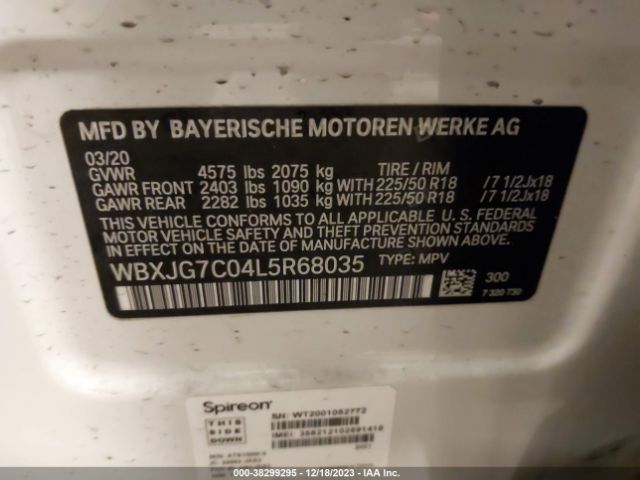 MFD BY BAYERISCHE MOTOREN WERKE AG
03/20
GVWR 4575 lbs 2075 kg TIRE / RIM
GAWR FRONT 2403 lbs 1090 kg WITH 225/50 R18 /7 1/2Jx18
GAWR REAR 2282 lbs 1035 kg WITH 225/50 R18 /7 1/2Jx18
THIS VEHICLE CONFORMS TO ALL APPLICABLE U. S. FEDERAL
MOTOR VEHICLE SAFETY AND THEFT PREVENTION
STANDARDS IN EFFECT ON THE DATE OF MANUFACTURE SHOWN ABOVE.
WBXJG7C04L5R68035 TYPE: MPV
300
7 320 730
Spireon
THIS
SIDE
DOWN
SN: WT2001052772
IMEI:
000-38299295 - 12/18/2023 - IAAI.COM